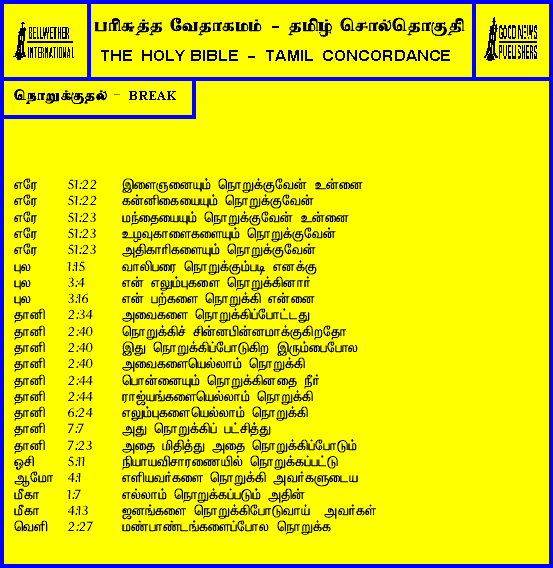 BELLWETHER
INTERNATIONAL
பரிசுத்த வேதாகமம் - தமிழ் சொல்தொகுதி
THE HOLY BIBLE - TAMIL CONCORDANCE
GOOD NEWS
PUBLISHERS
நொறுக்குதல் - BREAK
எரே 51:22 இளைஞனையும் நொறுக்குவேன் உன்னை
எரே 51:22 கன்னிகையையும் நொறுக்குவேன்
எரே 51:23 மந்தையையும் நொறுக்குவேன் உன்னை
எரே 51:23 உழவுகாளைகளையும் நொறுக்குவேன்
எரே 51:23 அதிகாரிகளையும் நொறுக்குவேன்
புல 1:15 வாலிபரை நொறுக்கும்படி எனக்கு
புல 3:4 என் எலும்புகளை நொறுக்கினார்
புல 3:16 என் பற்களை நொறுக்கி என்னை
தானி 2:34 அவைகளை நொறுக்கிப்போட்டது
தானி 2:40 நொறுக்கிச் சின்னபின்னமாக்குகிறதோ
தானி 2:40 இது நொறுக்கிப்போடுகிற இரும்பைபோல
தானி 2:40 அவைகளையெல்லாம் நொறுக்கி
தானி 2:44 பொன்னையும் நொறுக்கினதை நீர்
தானி 2:44 ராஜ்யங்களையெல்லாம் நொறுக்கி
தானி 6:24 எலும்புகளையெல்லாம் நொறுக்கி
தானி 7:7 அது நொறுக்கிப் பட்சித்து
தானி 7:23 அதை மிதித்து அதை நொறுக்கிப்போடும்
ஓசி 5:11 நியாயவிசாரணையில் நொறுக்கப்பட்டு
ஆமோ 4:1 எளியவர்களை நொறுக்கி அவர்களுடைய
மீகா 1:7 எல்லாம் நொறுக்கப்படும் அதின்
மீகா 4:13 ஜனங்களை நொறுக்கிபோடுவாய் அவர்கள்
வெளி 2:27 மண்பாண்டங்களைப்போல நொறுக்க